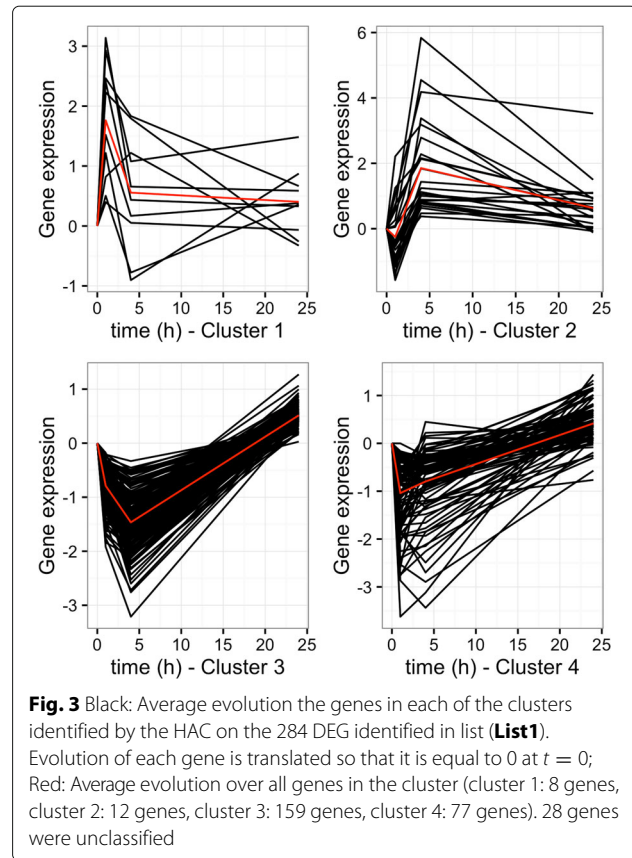 3
2
1
0
-1
Gene expression
0 5 10 15 20 25
time (h) - Cluster 1
6
4
2
0
Gene expression
0 5 10 15 20 25
time (h) - Cluster 2
1
0
-1
-2
-3
Gene expression
0 5 10 15 20 25
time (h) - Cluster 3
1
0
-1
-2
-3
Gene expression
0 5 10 15 20 25
time (h) - Cluster 4
Fig. 3 Black: Average evolution the genes in each of the clusters
identified by the HAC on the 284 DEG identified in list (List1).
Evolution of each gene is translated so that it is equal to 0 at t = 0;
Red: Average evolution over all genes in the cluster (cluster 1: 8 genes,
cluster 2: 12 genes, cluster 3: 159 genes, cluster 4: 77 genes). 28 genes
were unclassified